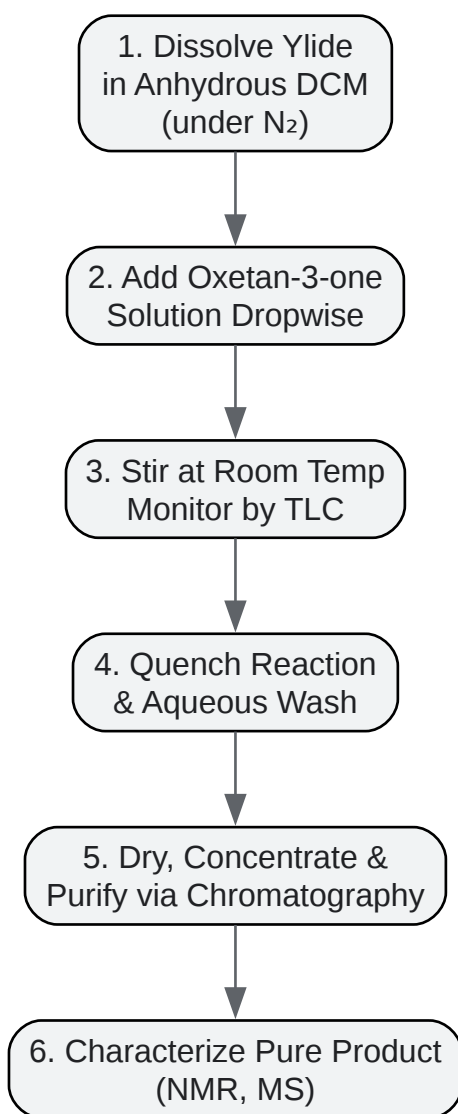 1. Dissolve Ylide
in Anhydrous DCM
(under N₂)
2. Add Oxetan-3-one
Solution Dropwise
3. Stir at Room Temp
Monitor by TLC
4. Quench Reaction
& Aqueous Wash
5. Dry, Concentrate &
Purify via Chromatography
6. Characterize Pure Product
(NMR, MS)